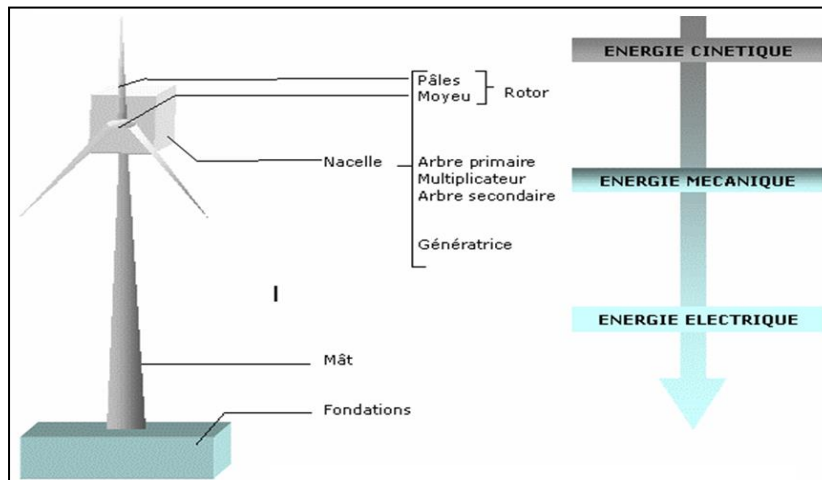 Pâles
Moyeu
Rotor
Nacelle
Arbre primaire
Multiplicateur
Arbre secondaire
Génératrice
Mât
Fondations
ENERGIE CINETIQUE
ENERGIE MECANIQUE
ENERGIE ELECTRIQUE